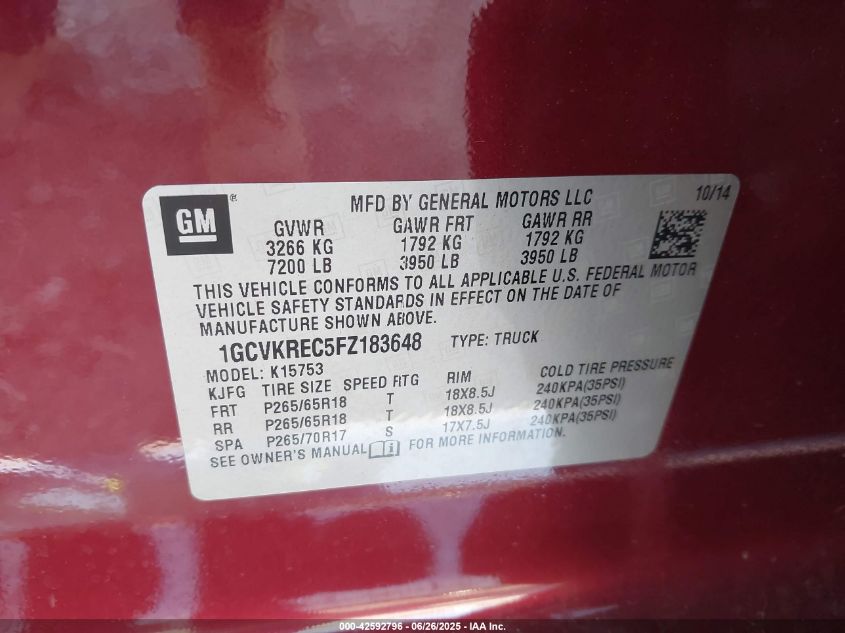 GM®
MFD BY GENERAL MOTORS LLC 10/14
GVWR GAWR FRT GAWR RR
3266 KG 1792 KG 1792 KG
7200 LB 3950 LB 3950 LB
THIS VEHICLE CONFORMS TO ALL APPLICABLE U.S. FEDERAL MOTOR
VEHICLE SAFETY STANDARDS IN EFFECT ON THE DATE OF
MANUFACTURE SHOWN ABOVE.
1GCVKREC5FZ183648 TYPE: TRUCK
MODEL: K15753
KJFG TIRE SIZE SPEED RTG RIM COLD TIRE PRESSURE
FRT P265/65R18 T 18X8.5J 240KPA(35PSI)
RR P265/65R18 T 18X8.5J 240KPA(35PSI)
SPA P265/70R17 S 17X7.5J 240KPA(35PSI)
SEE OWNER'S MANUAL FOR MORE INFORMATION.
000-42592796 - 06/26/2025 - IAA Inc.